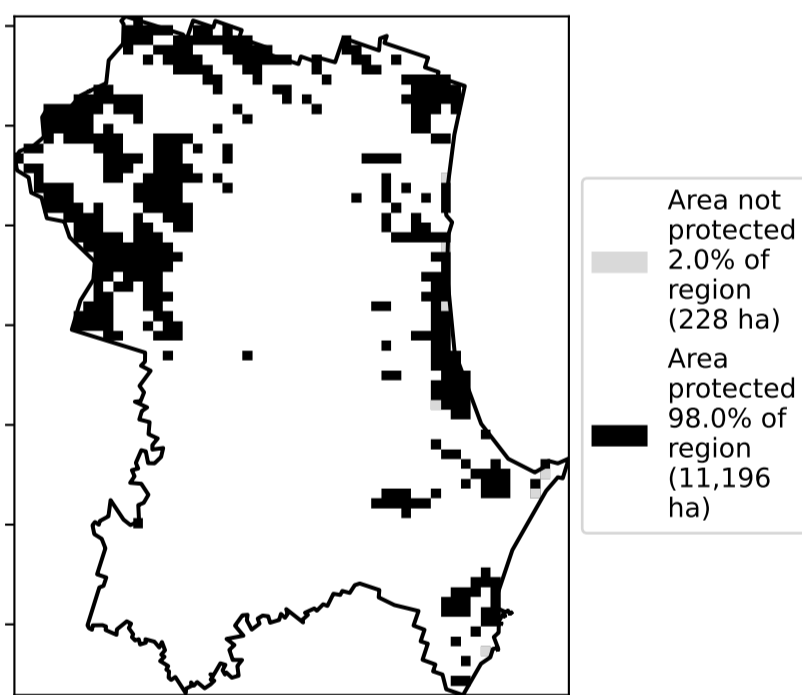 Area not
protected
2.0% of
region
(228 ha)
Area
protected
98.0% of
region
(11,196
ha)